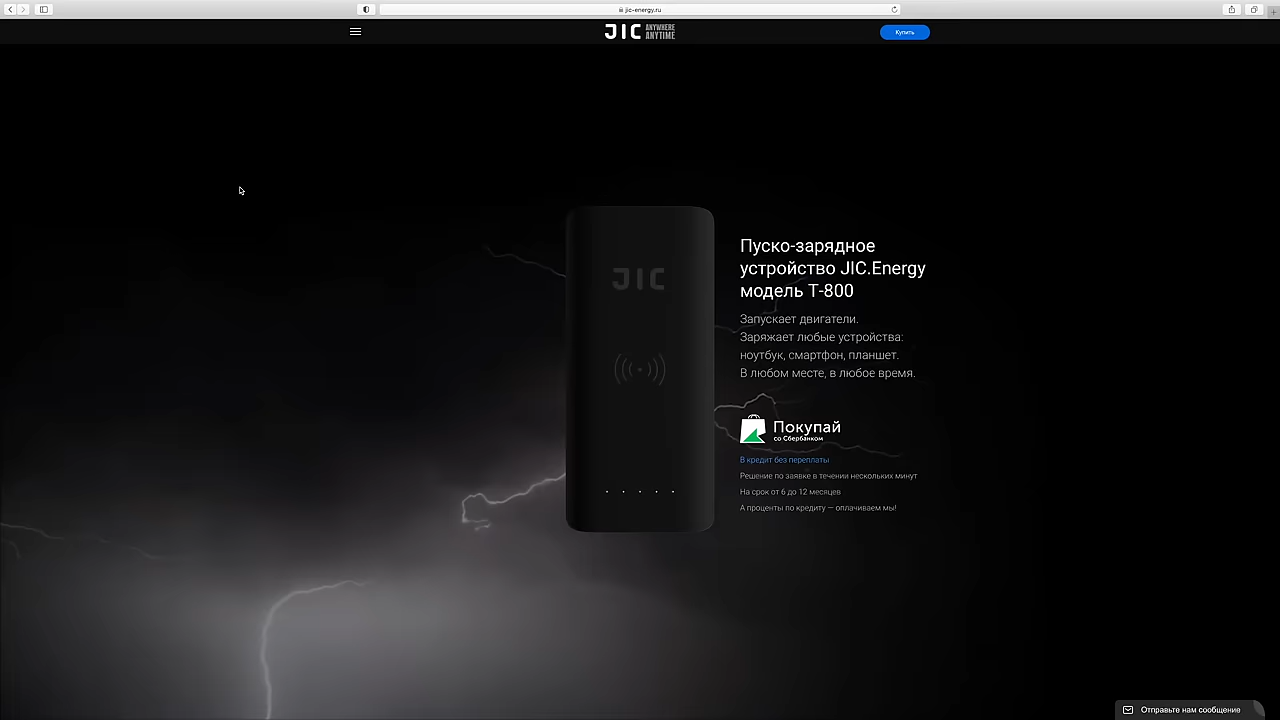 jic-energy.ru
JIC ANYWHERE
ANYTIME
Купить
JIC
Пуско-зарядное
устройство JIC.Energy
модель Т-800
Запускает двигатели.
Заряжает любые устройства:
ноутбук, смартфон, планшет.
В любом месте, в любое время.
Покупай
со Сбербанком
В кредит без переплаты
Решение по заявке в течении нескольких минут
На срок от 6 до 12 месяцев
А проценты по кредиту — оплачиваем мы!
Отправьте нам сообщение